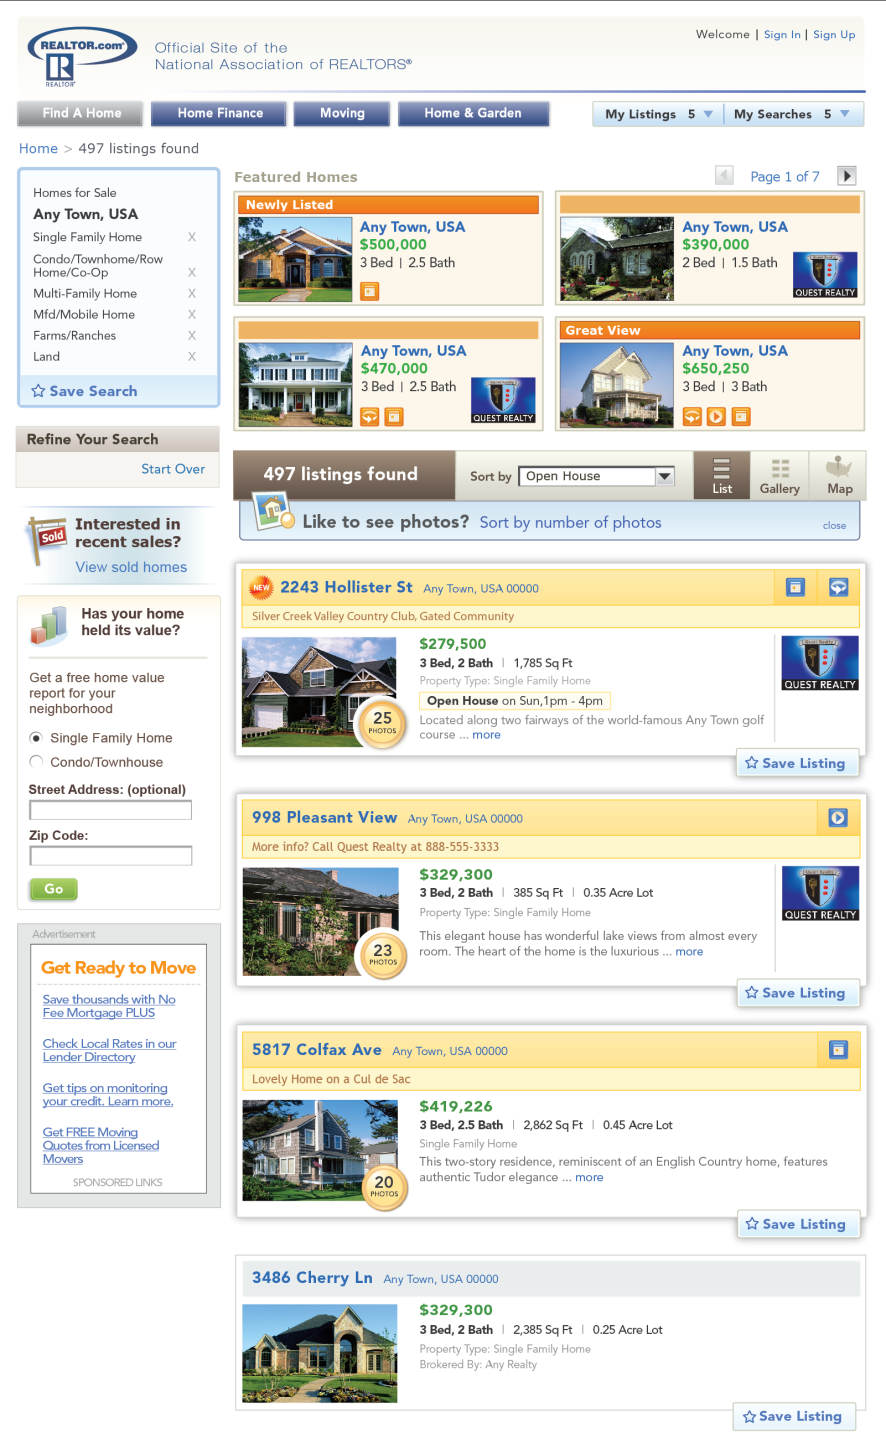 REALTOR.com®
REALTOR®
Official Site of the
National Association of REALTORS®
Welcome | Sign In | Sign Up
Find A Home
Home Finance
Moving
Home & Garden
My Listings 5
My Searches 5
Home > 497 listings found
Homes for Sale
Any Town, USA
Single Family Home X
Condo/Townhome/Row
Home/Co-Op X
Multi-Family Home X
Mfd/Mobile Home X
Farms/Ranches X
Land X
Save Search
Refine Your Search
Start Over
Sold
Interested in
recent sales?
View sold homes
Has your home
held its value?
Get a free home value
report for your
neighborhood
Single Family Home
Condo/Townhouse
Street Address: (optional)
Zip Code:
Go
Advertisement
Get Ready to Move
Save thousands with No
Fee Mortgage PLUS
Check Local Rates in our
Lender Directory
Get tips on monitoring
your credit. Learn more.
Get FREE Moving
Quotes from Licensed
Movers
SPONSORED LINKS
Featured Homes
Page 1 of 7
Newly Listed
Any Town, USA
$500,000
3 Bed | 2.5 Bath
Any Town, USA
$390,000
2 Bed | 1.5 Bath
QUEST REALTY
Any Town, USA
$470,000
3 Bed | 2.5 Bath
QUEST REALTY
Great View
Any Town, USA
$650,250
3 Bed | 3 Bath
497 listings found
Sort by
Open House
List
Gallery
Map
Like to see photos? Sort by number of photos
close
NEW
2243 Hollister St Any Town, USA 00000
Silver Creek Valley Country Club, Gated Community
$279,500
3 Bed, 2 Bath | 1,785 Sq Ft
Property Type: Single Family Home
Open House on Sun,1pm - 4pm
Located along two fairways of the world-famous Any Town golf
course ... more
25
PHOTOS
QUEST REALTY
Save Listing
998 Pleasant View Any Town, USA 00000
More info? Call Quest Realty at 888-555-3333
$329,300
3 Bed, 2 Bath | 385 Sq Ft | 0.35 Acre Lot
Property Type: Single Family Home
This elegant house has wonderful lake views from almost every
room. The heart of the home is the luxurious ... more
23
PHOTOS
QUEST REALTY
Save Listing
5817 Colfax Ave Any Town, USA 00000
Lovely Home on a Cul de Sac
$419,226
3 Bed, 2.5 Bath | 2,862 Sq Ft | 0.45 Acre Lot
Single Family Home
This two-story residence, reminiscent of an English Country home, features
authentic Tudor elegance ... more
20
PHOTOS
Save Listing
3486 Cherry Ln Any Town, USA 00000
$329,300
3 Bed, 2 Bath | 2,385 Sq Ft | 0.25 Acre Lot
Property Type: Single Family Home
Brokered By: Any Realty
Save Listing